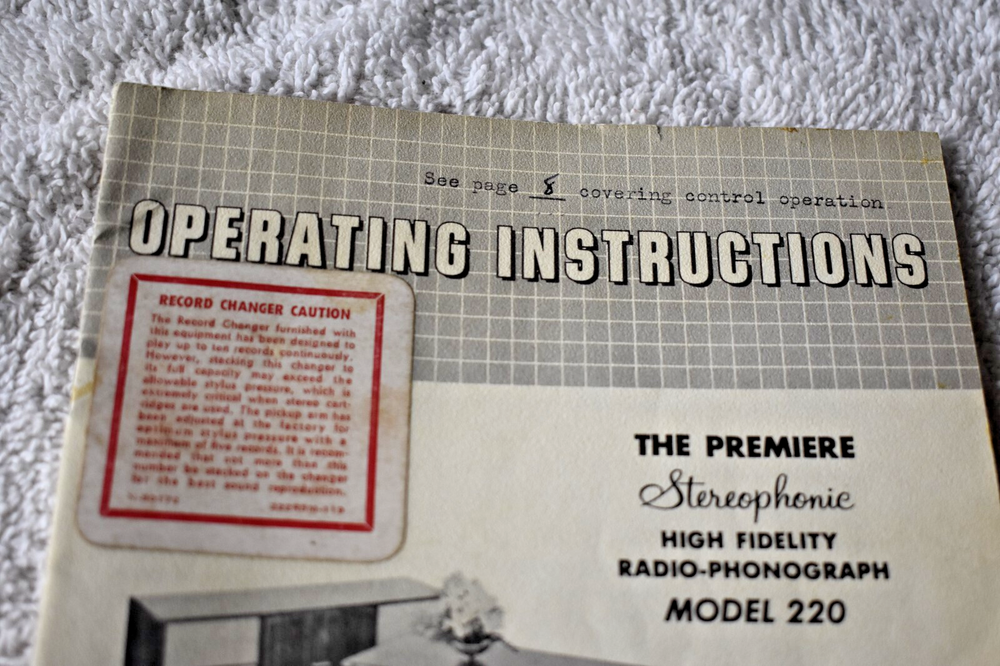 See page 8 covering control operation
OPERATING INSTRUCTIONS
RECORD CHANGER CAUTION
The Record Changer furnished with
this equipment has been designed to
play up to ten records continuously.
However, stacking this changer to
its full capacity may exceed the
allowable stylus pressure, which is
extremely critical when stereo cart-
ridges are used. The pickup arm has
been adjusted at the factory for
optimum stylus pressure with a
maximum of five records. It is recom-
mended that not more than this
number be stacked on the changer
for the best sound reproduction.
THE PREMIERE
Stereophonic
HIGH FIDELITY
RADIO-PHONOGRAPH
MODEL 220